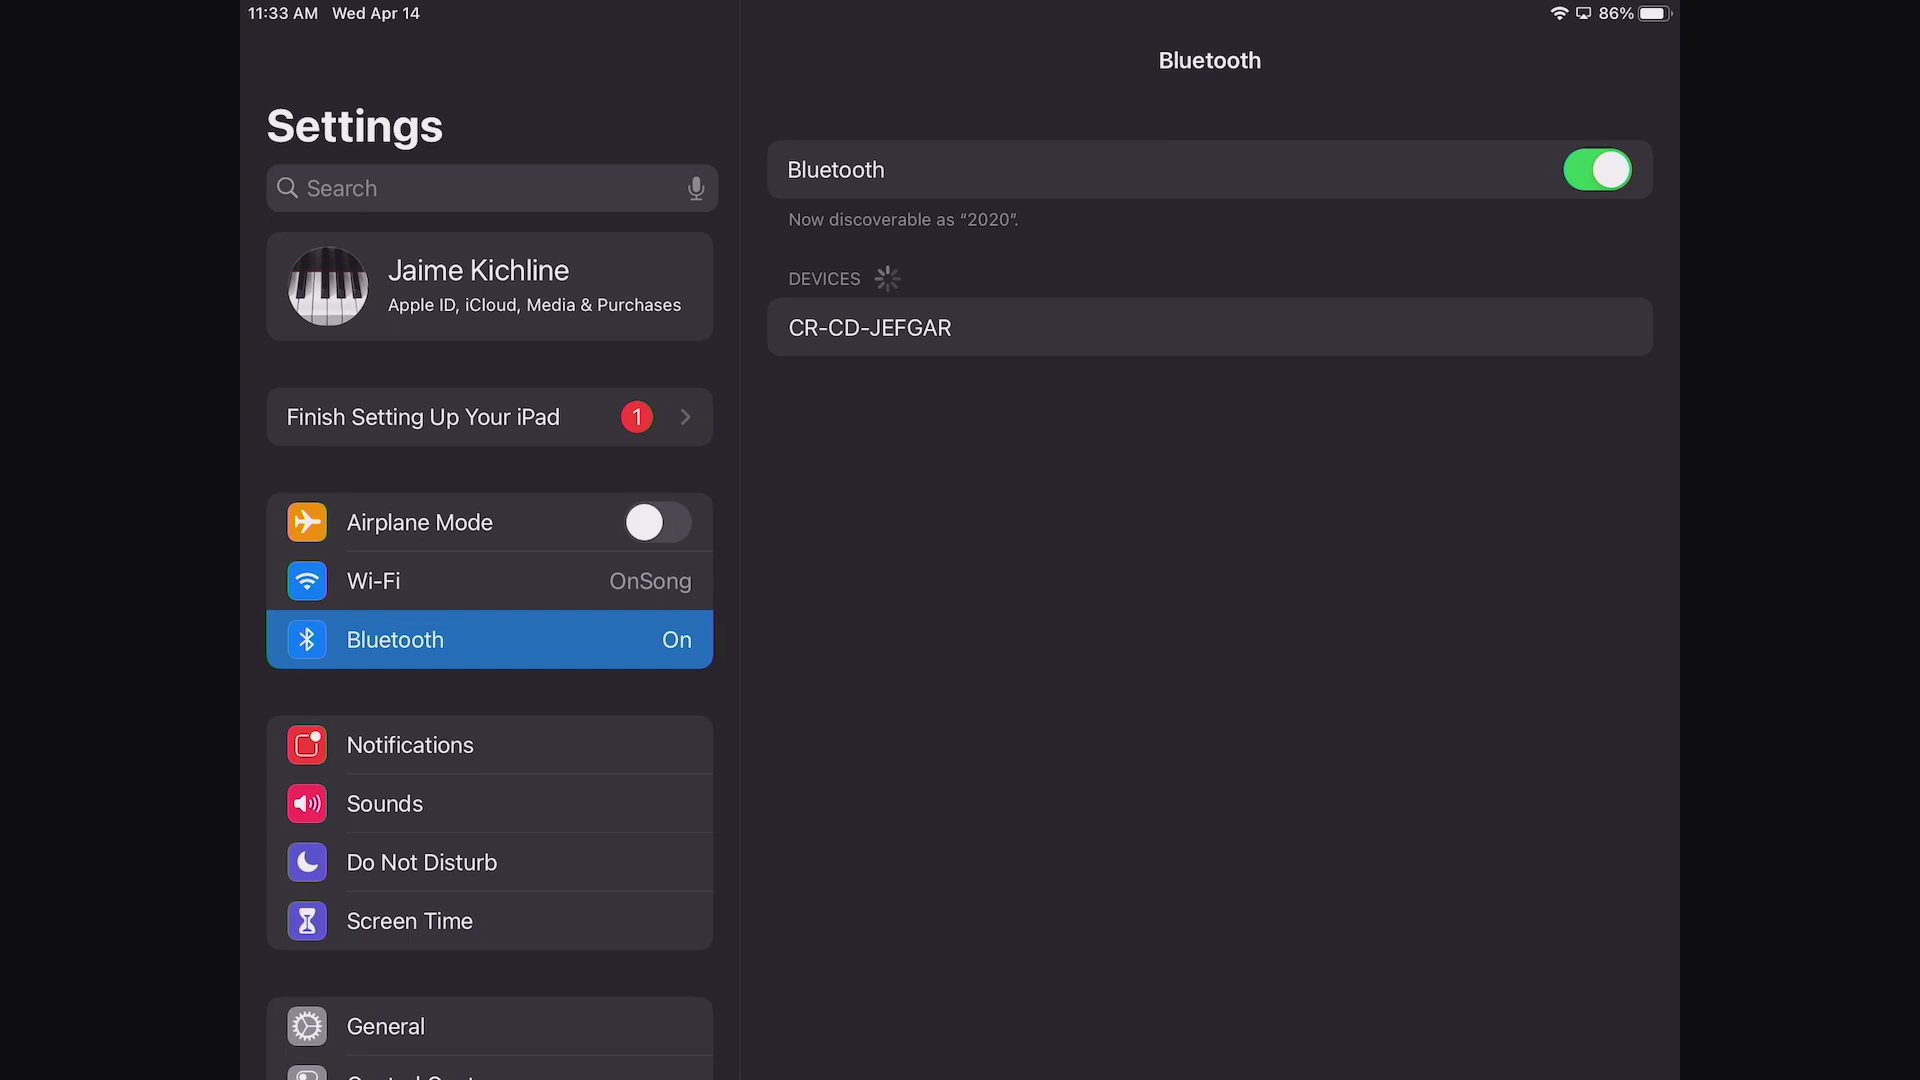 11:33 AM Wed Apr 14
86%
Settings
Search
Jaime Kichline
Apple ID, iCloud, Media & Purchases
Finish Setting Up Your iPad 1
Airplane Mode
Wi-Fi OnSong
Bluetooth On
Notifications
Sounds
Do Not Disturb
Screen Time
General
Bluetooth
Bluetooth
Now discoverable as “2020”.
DEVICES
CR-CD-JEFGAR